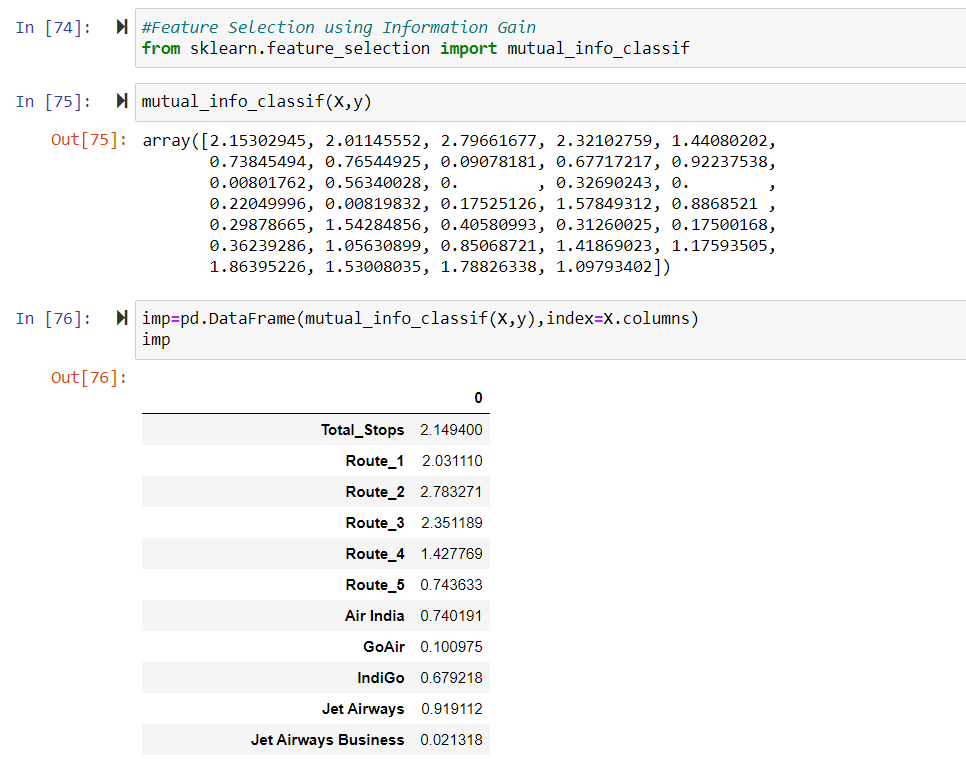 In [74]: #Feature Selection using Information Gain
from sklearn.feature_selection import mutual_info_classif
In [75]: mutual_info_classif(X,y)
Out[75]: array([2.15302945, 2.01145552, 2.79661677, 2.32102759, 1.44080202,
0.73845494, 0.76544925, 0.09078181, 0.67717217, 0.92237538,
0.00801762, 0.56340028, 0.        , 0.32690243, 0.        ,
0.22049996, 0.00819832, 0.17525126, 1.57849312, 0.8868521 ,
0.29878665, 1.54284856, 0.40580993, 0.31260025, 0.17500168,
0.36239286, 1.05630899, 0.85068721, 1.41869023, 1.17593505,
1.86395226, 1.53008035, 1.78826338, 1.09793402])
In [76]: imp=pd.DataFrame(mutual_info_classif(X,y),index=X.columns)
imp
Out[76]:
0
Total_Stops 2.149400
Route_1 2.031110
Route_2 2.783271
Route_3 2.351189
Route_4 1.427769
Route_5 0.743633
Air India 0.740191
GoAir 0.100975
IndiGo 0.679218
Jet Airways 0.919112
Jet Airways Business 0.021318